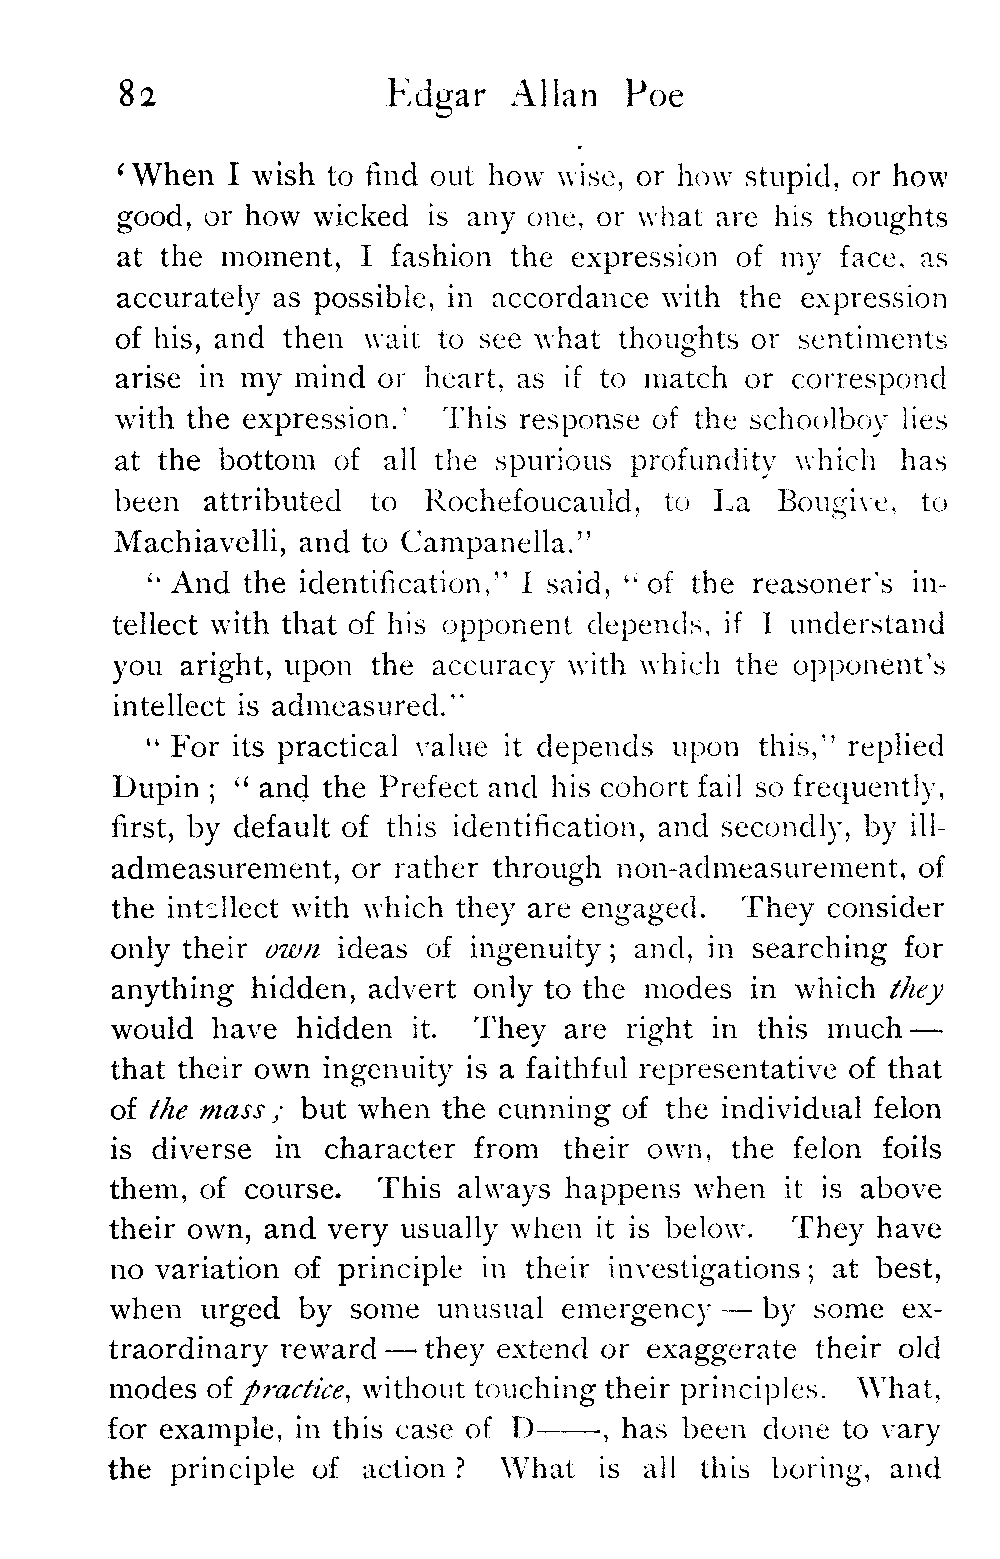 82 Edgar Allan Poe
‘When I wish to find out how wise, or how stupid, or how
good, or how wicked is any one, or what are his thoughts
at the moment, I fashion the expression of my face, as
accurately as possible, in accordance with the expression
of his, and then wait to see what thoughts or sentiments
arise in my mind or heart, as if to match or correspond
with the expression.’ This response of the schoolboy lies
at the bottom of all the spurious profundity which has
been attributed to Rochefoucauld, to La Bougive, to
Machiavelli, and to Campanella.”
“ And the identification,” I said, “ of the reasoner's in-
tellect with that of his opponent depends, if I understand
you aright, upon the accuracy with which the opponent's
intellect is admeasured.”
“ For its practical value it depends upon this,” replied
Dupin ; “ and the Prefect and his cohort fail so frequently,
first, by default of this identification, and secondly, by ill-
admeasurement, or rather through non-admeasurement, of
the intellect with which they are engaged. They consider
only their own ideas of ingenuity ; and, in searching for
anything hidden, advert only to the modes in which they
would have hidden it. They are right in this much —
that their own ingenuity is a faithful representative of that
of the mass ; but when the cunning of the individual felon
is diverse in character from their own, the felon foils
them, of course. This always happens when it is above
their own, and very usually when it is below. They have
no variation of principle in their investigations ; at best,
when urged by some unusual emergency — by some ex-
traordinary reward — they extend or exaggerate their old
modes of practice, without touching their principles. What,
for example, in this case of D——, has been done to vary
the principle of action ? What is all this boring, and